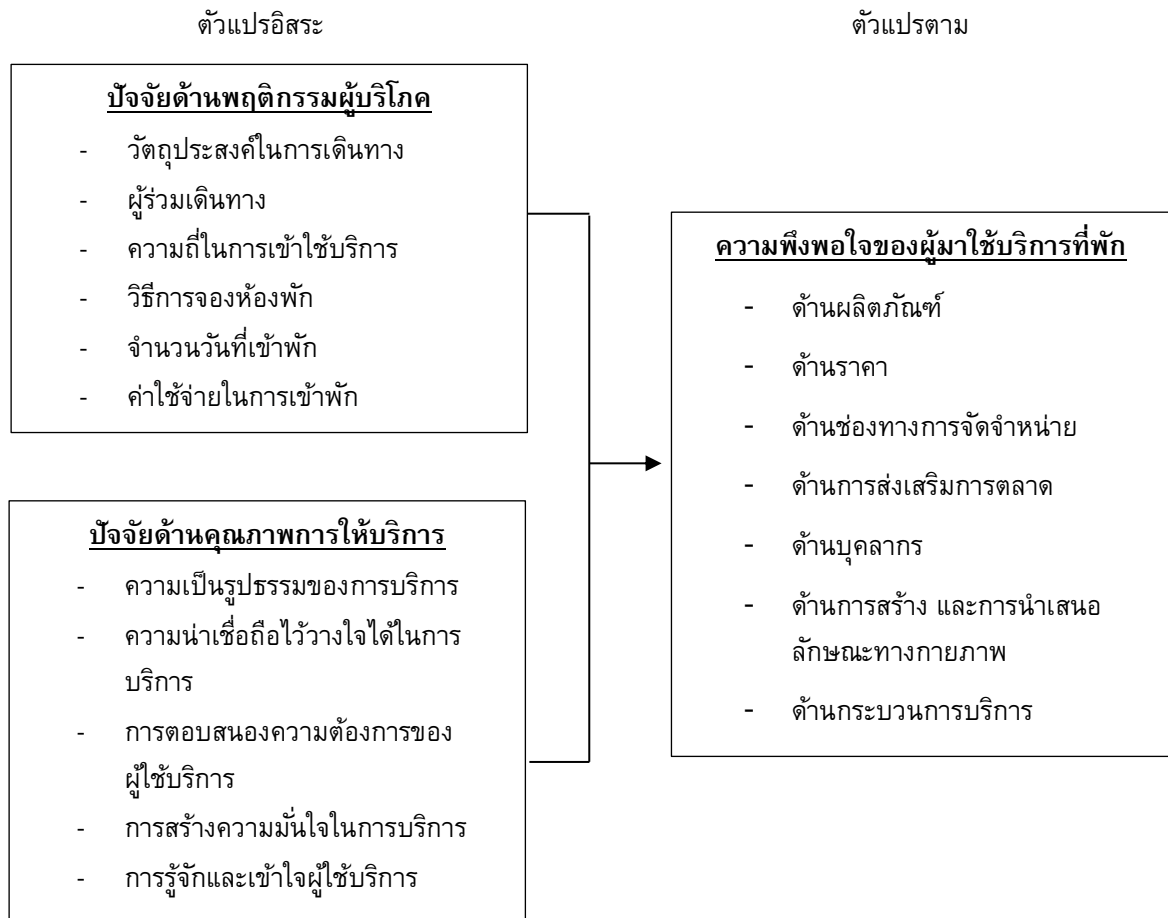 ตัวแปรอิสระ
ปัจจัยด้านพฤติกรรมผู้บริโภค
- วัตถุประสงค์ในการเดินทาง
- ผู้ร่วมเดินทาง
- ความถี่ในการเข้าใช้บริการ
- วิธีการจองห้องพัก
- จำนวนวันที่เข้าพัก
- ค่าใช้จ่ายในการเข้าพัก
ปัจจัยด้านคุณภาพการให้บริการ
- ความเป็นรูปธรรมของการบริการ
- ความน่าเชื่อถือไว้วางใจได้ในการ
บริการ
- การตอบสนองความต้องการของ
ผู้ใช้บริการ
- การสร้างความมั่นใจในการบริการ
- การรู้จักและเข้าใจผู้ใช้บริการ
ตัวแปรตาม
ความพึงพอใจของผู้มาใช้บริการที่พัก
- ด้านผลิตภัณฑ์
- ด้านราคา
- ด้านช่องทางการจัดจำหน่าย
- ด้านการส่งเสริมการตลาด
- ด้านบุคลากร
- ด้านการสร้าง และการนำเสนอ
ลักษณะทางกายภาพ
- ด้านกระบวนการบริการ